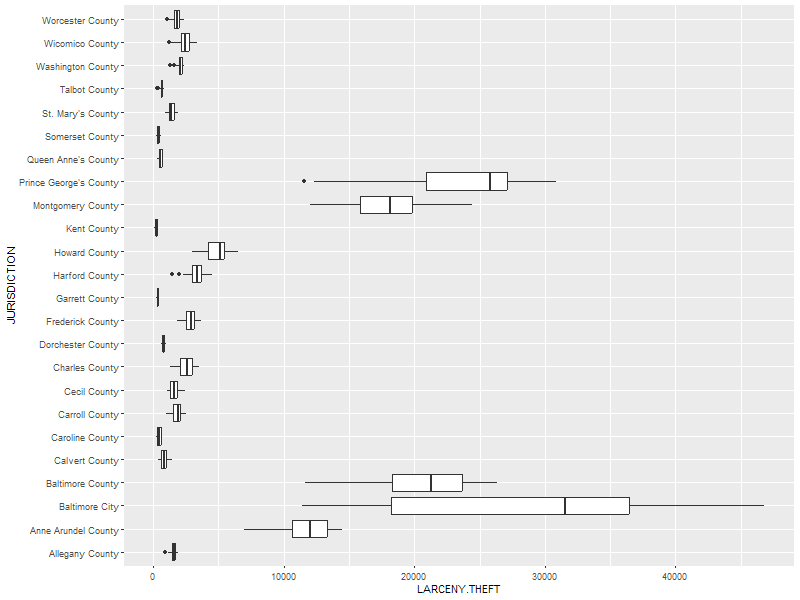 Worcester County
Wicomico County
Washington County
Talbot County
St. Mary's County
Somerset County
Queen Anne's County
Prince George's County
Montgomery County
Kent County
Howard County
Harford County
Garrett County
Frederick County
Dorchester County
Charles County
Cecil County
Carroll County
Caroline County
Calvert County
Baltimore County
Baltimore City
Anne Arundel County
Allegany County
JURISDICTION
0 10000 20000 30000 40000
LARCENY.THEFT